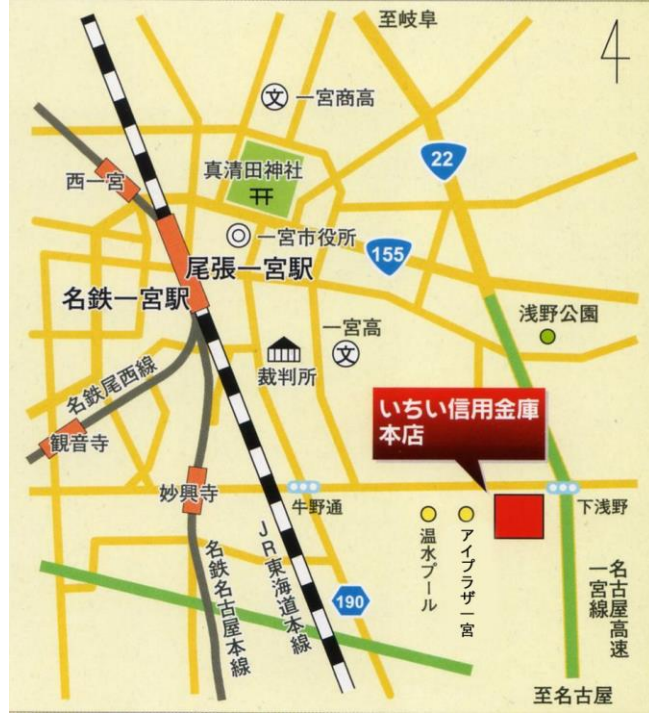 至岐阜
4
文 一宮商高
22
西一宮
真清田神社
一宮市役所
155
尾張一宮駅
名鉄一宮駅
浅野公園
一宮高
文
裁判所
名鉄尾西線
いちい信用金庫
本店
観音寺
妙興寺
牛野通
下浅野
温水プール
アイプラザ一宮
JR東海道本線
名鉄名古屋本線
190
名古屋高速
一宮線
至名古屋